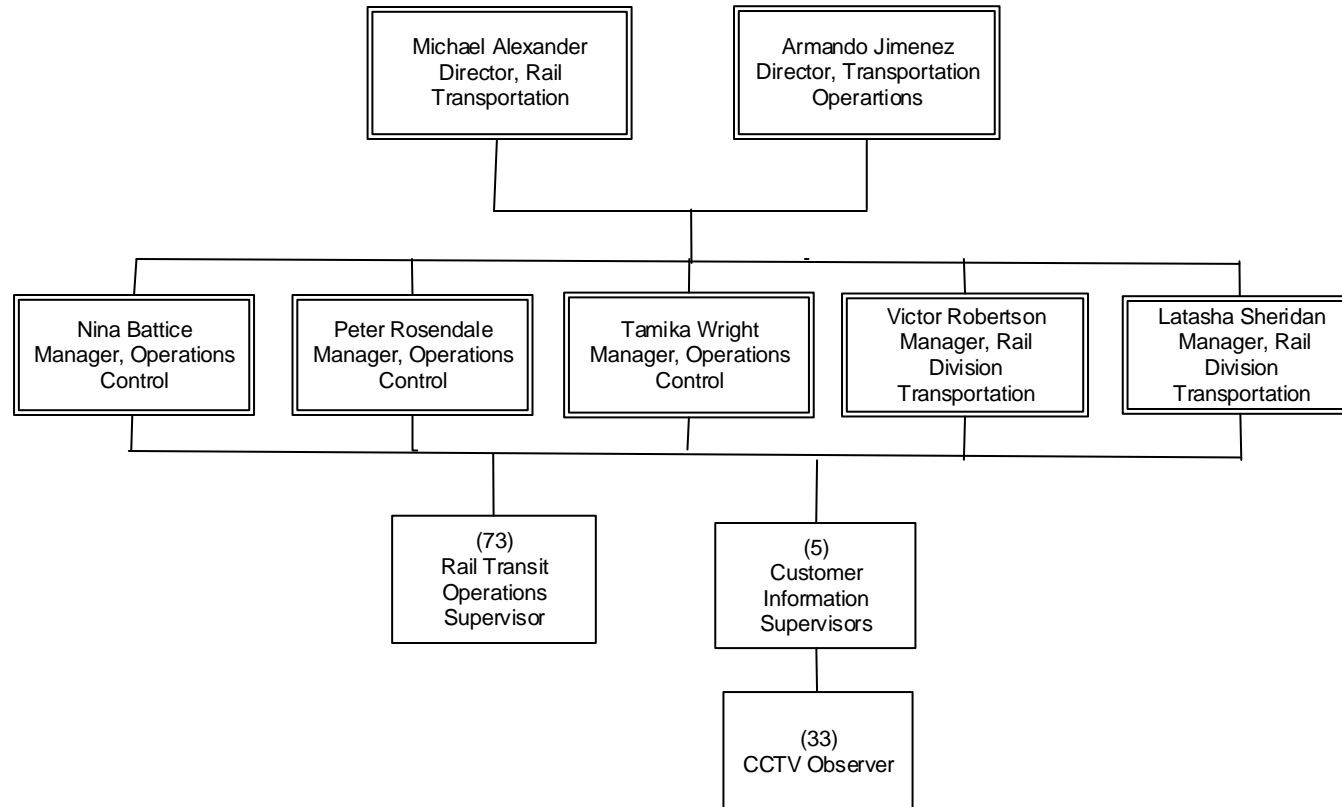 Michael Alexander
Director, Rail
Transportation
Armando Jimenez
Director, Transportation
Operartions
Nina Battice
Manager, Operations
Control
Peter Rosendale
Manager, Operations
Control
Tamika Wright
Manager, Operations
Control
Victor Robertson
Manager, Rail
Division
Transportation
Latasha Sheridan
Manager, Rail
Division
Transportation
(73)
Rail Transit
Operations
Supervisor
(5)
Customer
Information
Supervisors
(33)
CCTV Observer